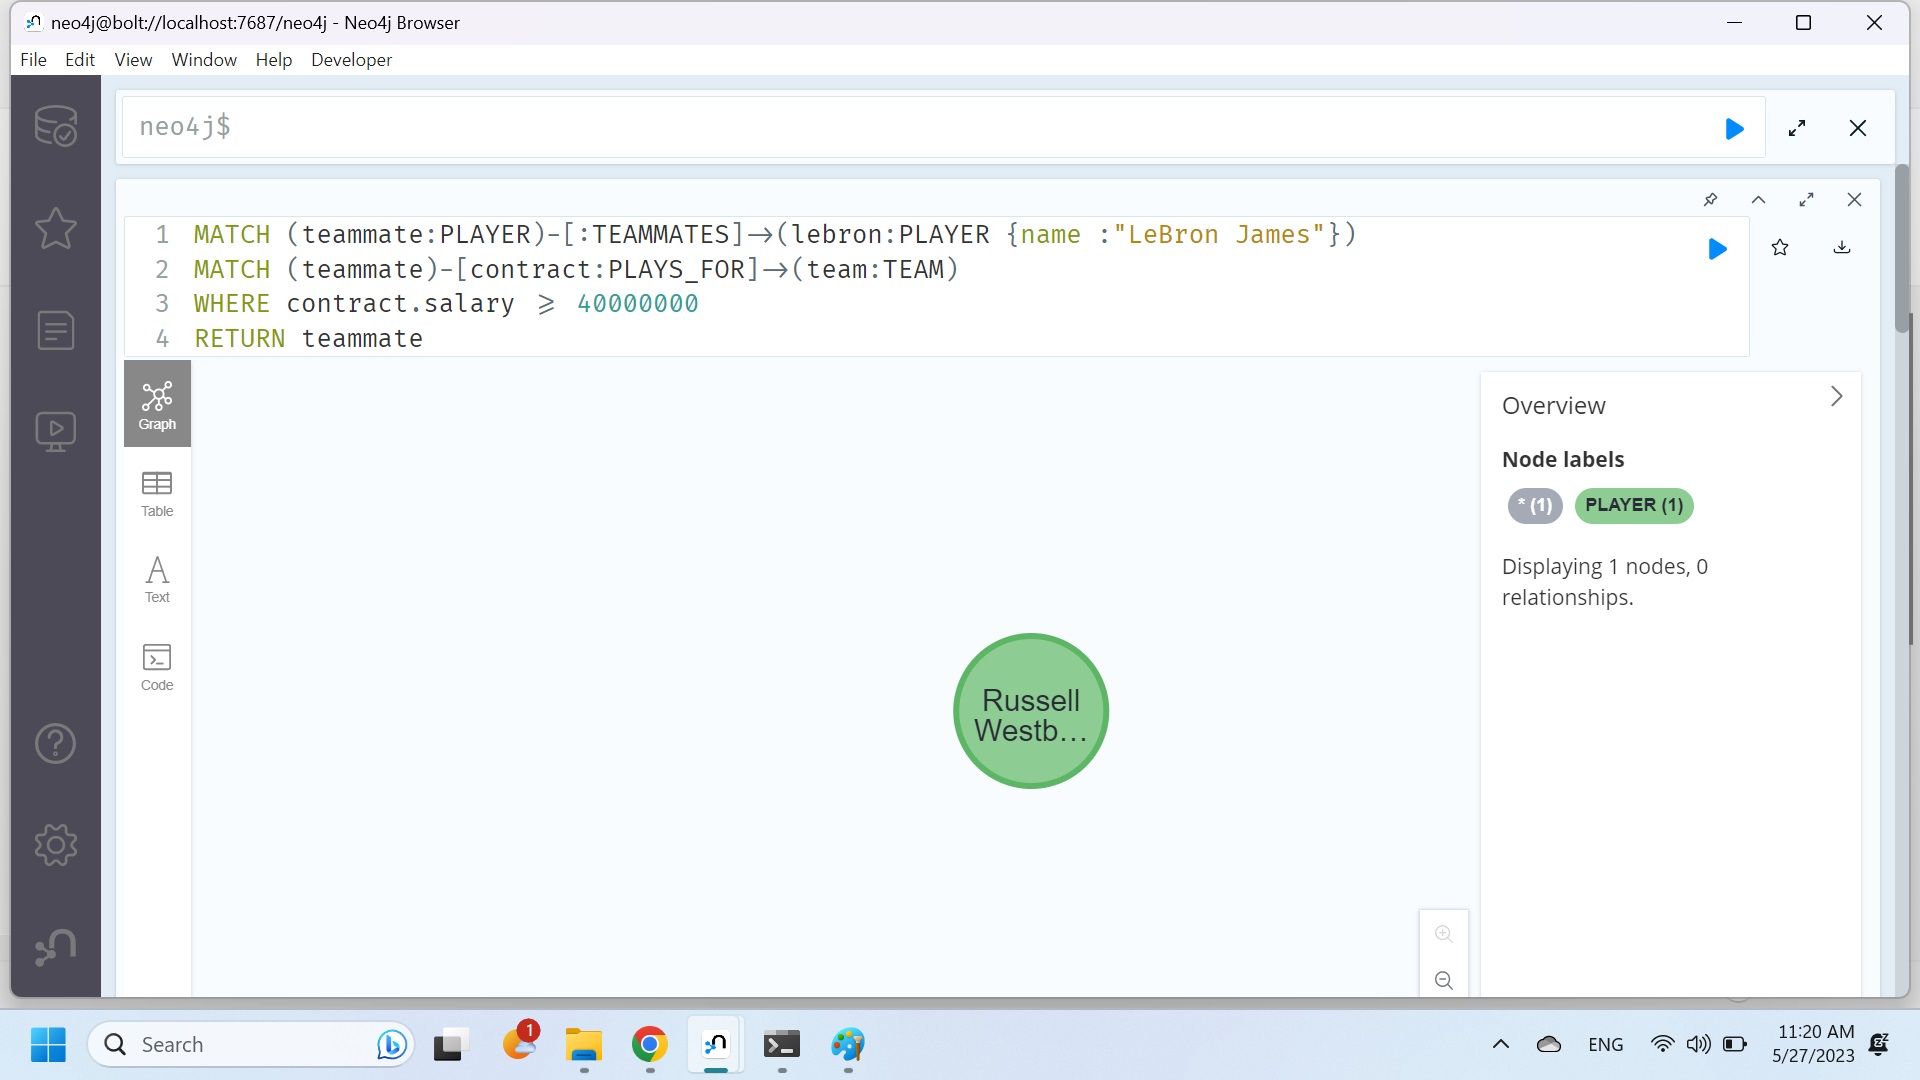 neo4j@bolt://localhost:7687/neo4j - Neo4j Browser
File Edit View Window Help Developer
neo4j$
1 MATCH (teammate:PLAYER)-[:TEAMMATES]→(lebron:PLAYER {name :"LeBron James"})
2 MATCH (teammate)-[contract:PLAYS_FOR]→(team:TEAM)
3 WHERE contract.salary ⩾ 40000000
4 RETURN teammate
Graph
Table
Text
Code
Russell
Westb...
Overview
Node labels
* (1) PLAYER (1)
Displaying 1 nodes, 0
relationships.
Search
1
ENG
11:20 AM
5/27/2023